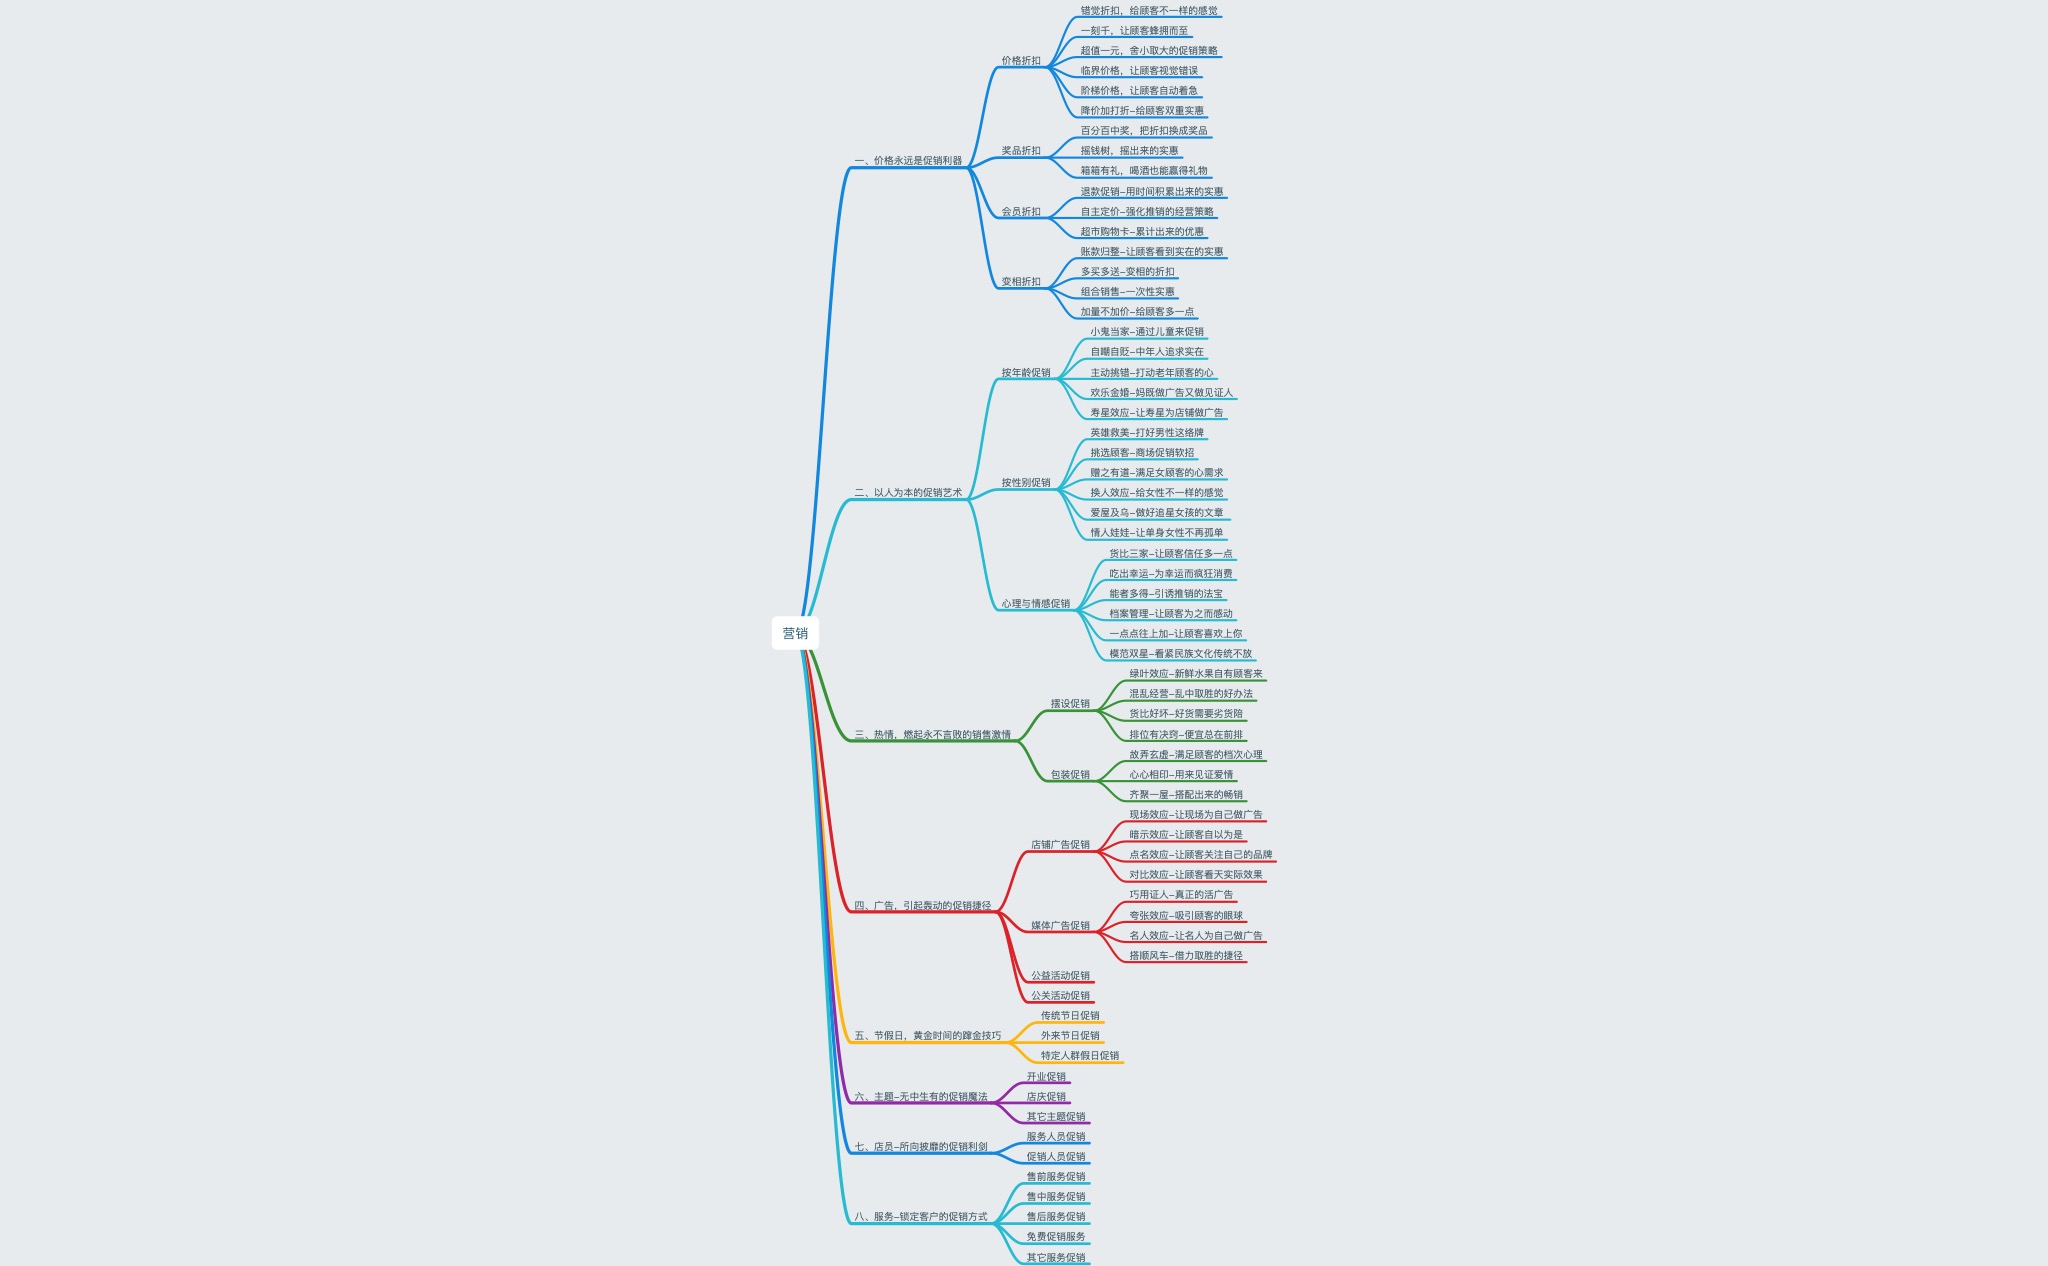 营销
一、价格永远是促销利器
价格折扣
错觉折扣，给顾客不一样的感觉
一刻千，让顾客蜂拥而至
超值一元，舍小取大的促销策略
临界价格，让顾客视觉错误
阶梯价格，让顾客自动着急
降价加打折-给顾客双重实惠
奖品折扣
百分百中奖，把折扣换成奖品
摇钱树，摇出来的实惠
箱箱有礼，喝酒也能赢得礼物
会员折扣
退款促销-用时间积累出来的实惠
自主定价-强化推销的经营策略
超市购物卡-累计出来的优惠
变相折扣
账款归整-让顾客看到实在的实惠
多买多送-变相的折扣
组合销售-一次性实惠
加量不加价-给顾客多一点
二、以人为本的促销艺术
按年龄促销
小鬼当家-通过儿童来促销
自嘲自贬-中年人追求实在
主动挑错-打动老年顾客的心
欢乐金婚-妈既做广告又做见证人
寿星效应-让寿星为店铺做广告
按性别促销
英雄救美-打好男性这络牌
挑选顾客-商场促销软招
赠之有道-满足女顾客的心需求
换人效应-给女性不一样的感觉
爱屋及乌-做好追星女孩的文章
情人娃娃-让单身女性不再孤单
心理与情感促销
货比三家-让顾客信任多一点
吃出幸运-为幸运而疯狂消费
能者多得-引诱推销的法宝
档案管理-让顾客为之而感动
一点点往上加-让顾客喜欢上你
模范双星-看紧民族文化传统不放
三、热情，燃起永不言败的销售激情
摆设促销
绿叶效应-新鲜水果自有顾客来
混乱经营-乱中取胜的好办法
货比好坏-好货需要劣货陪
排位有决窍-便宜总在前排
包装促销
故弄玄虚-满足顾客的档次心理
心心相印-用来见证爱情
齐聚一屋-搭配出来的畅销
四、广告，引起轰动的促销捷径
店铺广告促销
现场效应-让现场为自己做广告
暗示效应-让顾客自以为是
点名效应-让顾客关注自己的品牌
对比效应-让顾客看天实际效果
媒体广告促销
巧用证人-真正的活广告
夸张效应-吸引顾客的眼球
名人效应-让名人为自己做广告
搭顺风车-借力取胜的捷径
公益活动促销
公关活动促销
五、节假日，黄金时间的蹿金技巧
传统节日促销
外来节日促销
特定人群假日促销
六、主题-无中生有的促销魔法
开业促销
店庆促销
其它主题促销
七、店员-所向披靡的促销利剑
服务人员促销
促销人员促销
八、服务-锁定客户的促销方式
售前服务促销
售中服务促销
售后服务促销
免费促销服务
其它服务促销